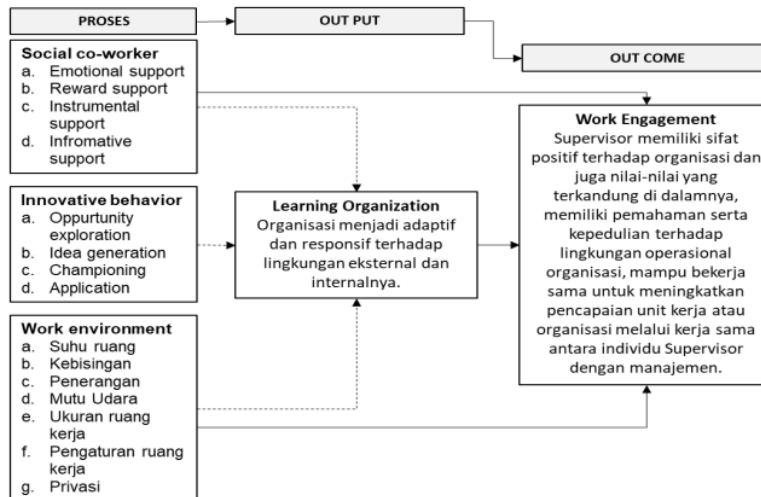 PROSES
OUT PUT
OUT COME
Social co-worker
a. Emotional support
b. Reward support
c. Instrumental
support
d. Infromative
support
Innovative behavior
a. Oppurtunity
exploration
b. Idea generation
c. Championing
d. Application
Work environment
a. Suhu ruang
b. Kebisingan
c. Penerangan
d. Mutu Udara
e. Ukuran ruang
kerja
f. Pengaturan ruang
kerja
g. Privasi
Learning Organization
Organisasi menjadi adaptif
dan responsif terhadap
lingkungan eksternal dan
internalnya.
Work Engagement
Supervisor memiliki sifat
positif terhadap organisasi dan
juga nilai-nilai yang
terkandung di dalamnya,
memiliki pemahaman serta
kepedulian terhadap
lingkungan operasional
organisasi, mampu bekerja
sama untuk meningkatkan
pencapaian unit kerja atau
organisasi melalui kerja sama
antara individu Supervisor
dengan manajemen.